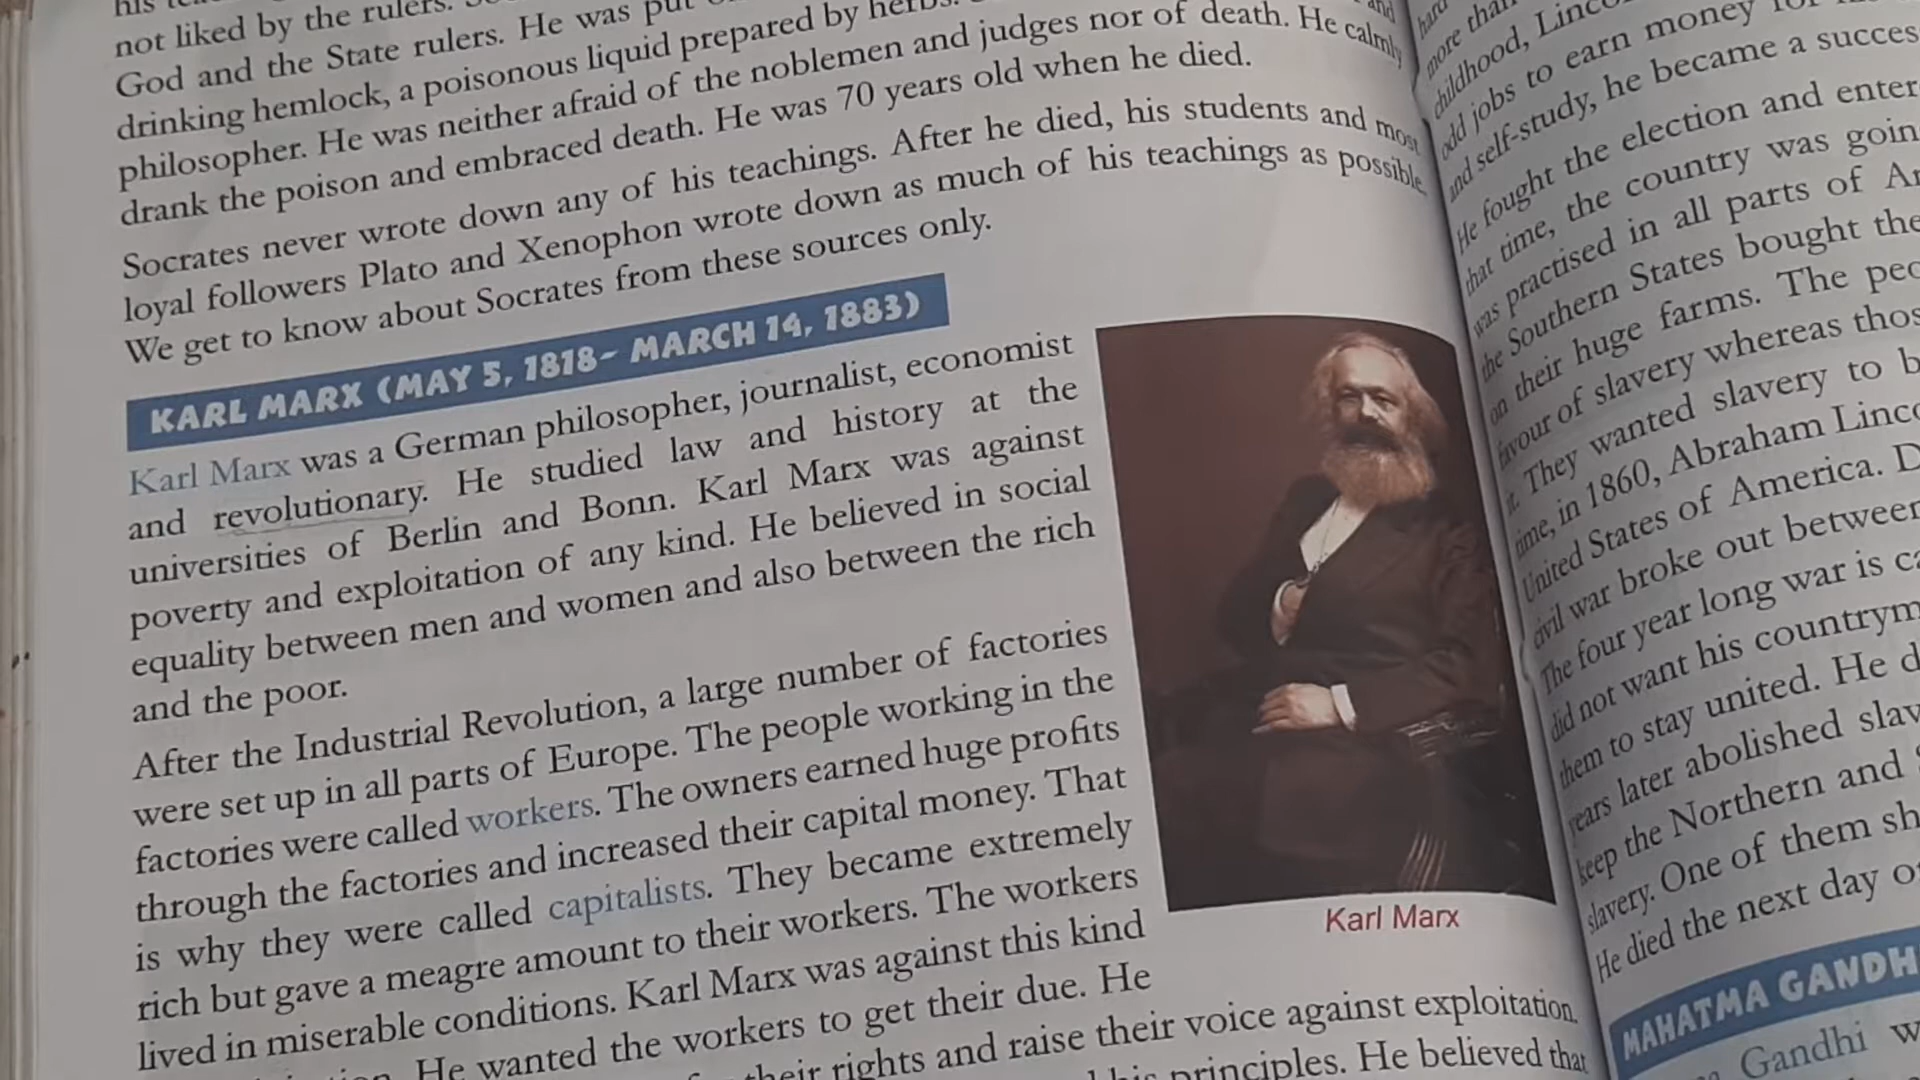 not liked by the rulers.
God and the State rulers. He was put
drinking hemlock, a poisonous liquid prepared by herbs.
philosopher. He was neither afraid of the noblemen and judges nor of death. He calmly
drank the poison and embraced death. He was 70 years old when he died.
Socrates never wrote down any of his teachings. After he died, his students and most
loyal followers Plato and Xenophon wrote down as much of his teachings as possible.
We get to know about Socrates from these sources only.
KARL MARX (MAY 5, 1818- MARCH 14, 1883)
Karl Marx was a German philosopher, journalist, economist
and revolutionary. He studied law and history at the
universities of Berlin and Bonn. Karl Marx was against
poverty and exploitation of any kind. He believed in social
equality between men and women and also between the rich
and the poor.
After the Industrial Revolution, a large number of factories
were set up in all parts of Europe. The people working in the
factories were called workers. The owners earned huge profits
through the factories and increased their capital money. That
is why they were called capitalists. They became extremely
rich but gave a meagre amount to their workers. The workers
lived in miserable conditions. Karl Marx was against this kind
He wanted the workers to get their due. He
their rights and raise their voice against exploitation.
his principles. He believed that
Karl Marx
hard
more than
childhood, Linco
odd jobs to earn money for
and self-study, he became a succes
He fought the election and enter
that time, the country was goin
was practised in all parts of Am
the Southern States bought the
on their huge farms. The peo
favour of slavery whereas thos
it. They wanted slavery to b
time, in 1860, Abraham Linco
United States of America. D
civil war broke out between
The four year long war is ca
did not want his countrym
them to stay united. He d
years later abolished slav
keep the Northern and
slavery. One of them sh
He died the next day o
MAHATMA GANDH
Gandhi w